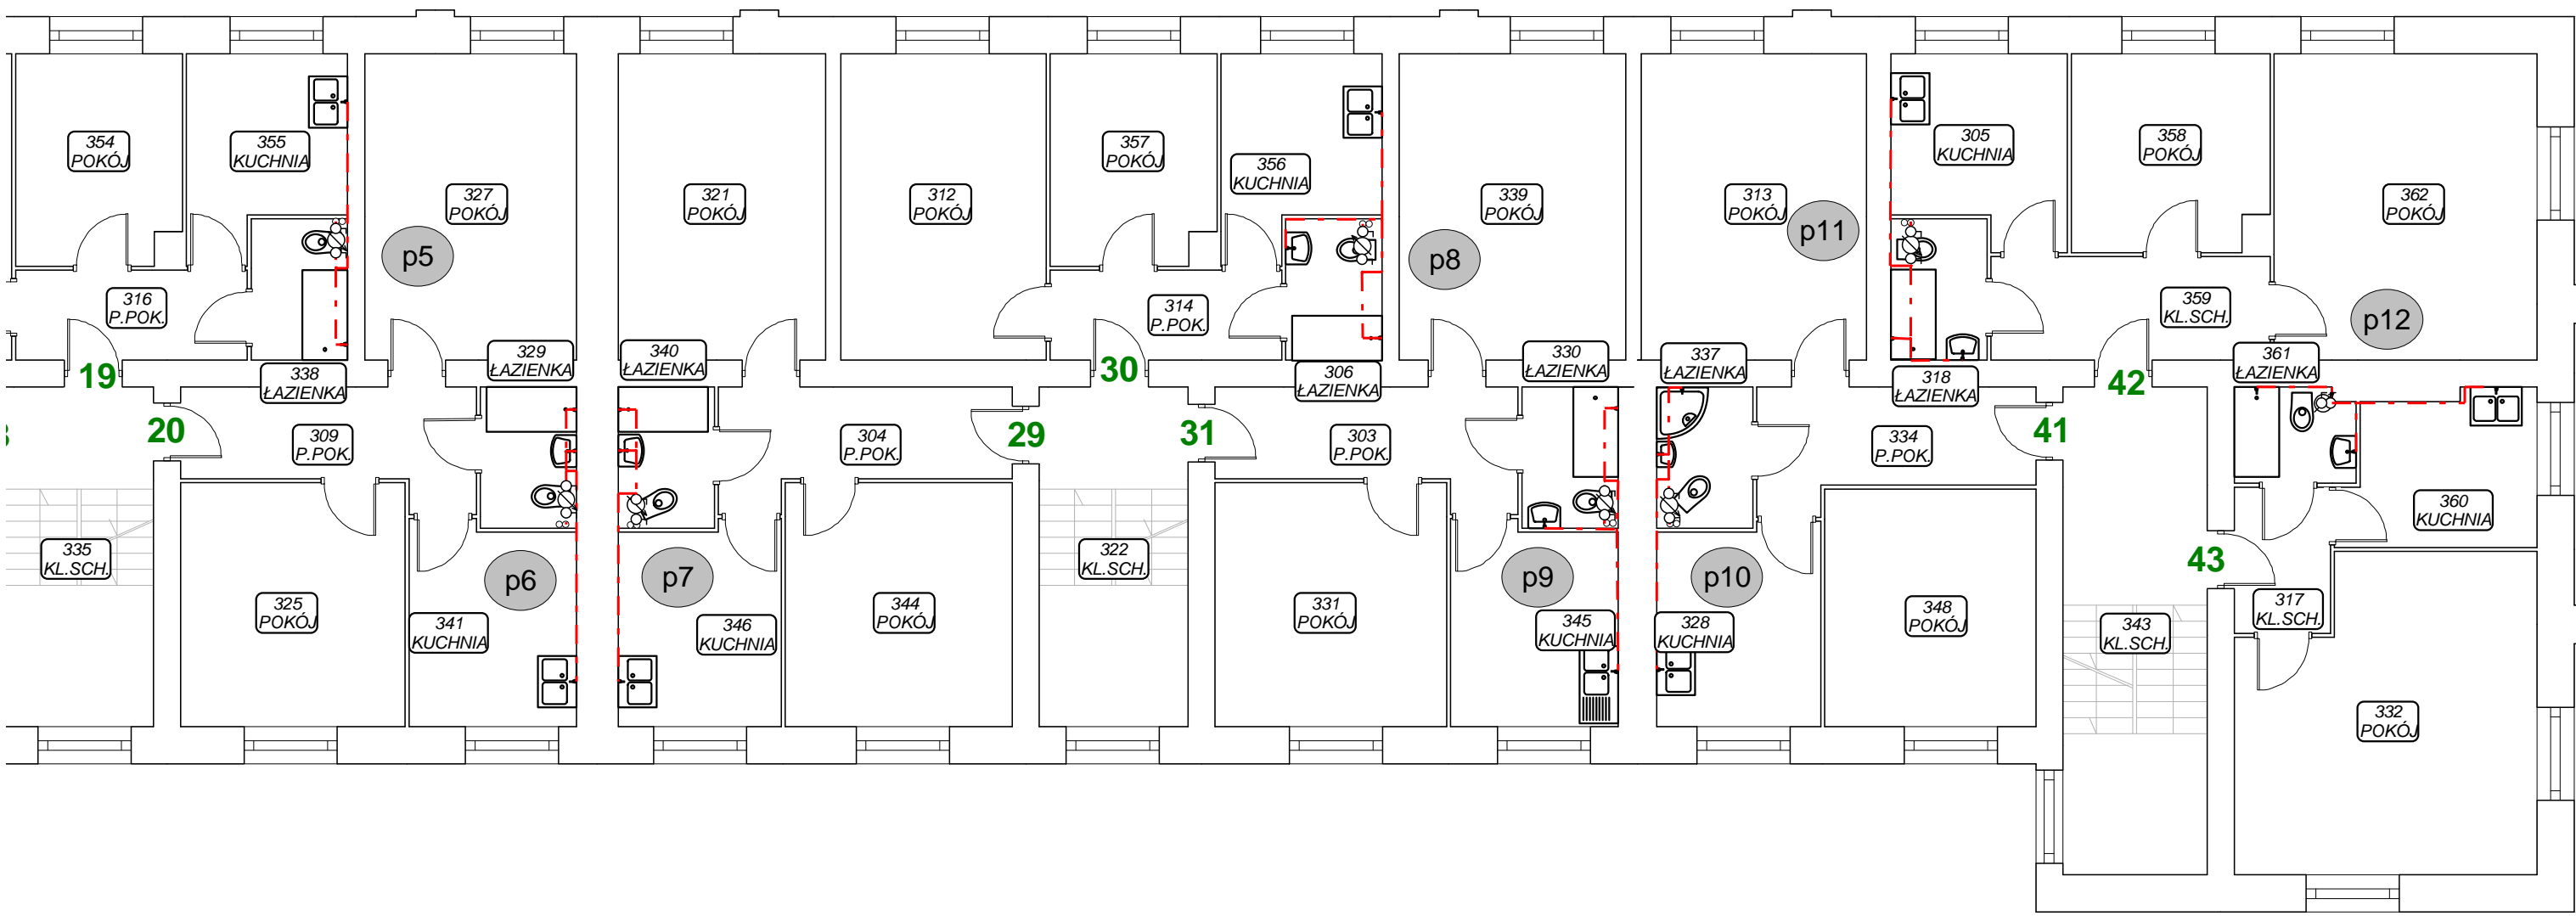 354
POKÓJ
355
KUCHNIA
327
POKÓJ
321
POKÓJ
312
POKÓJ
357
POKÓJ
356
KUCHNIA
339
POKÓJ
313
POKÓJ
305
KUCHNIA
358
POKÓJ
362
POKÓJ
p5
p8
p11
p12
316
P.POK.
314
P.POK.
359
KL.SCH.
19
338
ŁAZIENKA
329
ŁAZIENKA
340
ŁAZIENKA
30
306
ŁAZIENKA
330
ŁAZIENKA
337
ŁAZIENKA
318
ŁAZIENKA
42
361
ŁAZIENKA
20
309
P.POK.
304
P.POK.
29
31
303
P.POK.
334
P.POK.
41
360
KUCHNIA
335
KL.SCH.
p6
p7
322
KL.SCH.
p9
p10
43
325
POKÓJ
341
KUCHNIA
346
KUCHNIA
344
POKÓJ
331
POKÓJ
345
KUCHNIA
328
KUCHNIA
348
POKÓJ
343
KL.SCH.
317
KL.SCH.
332
POKÓJ